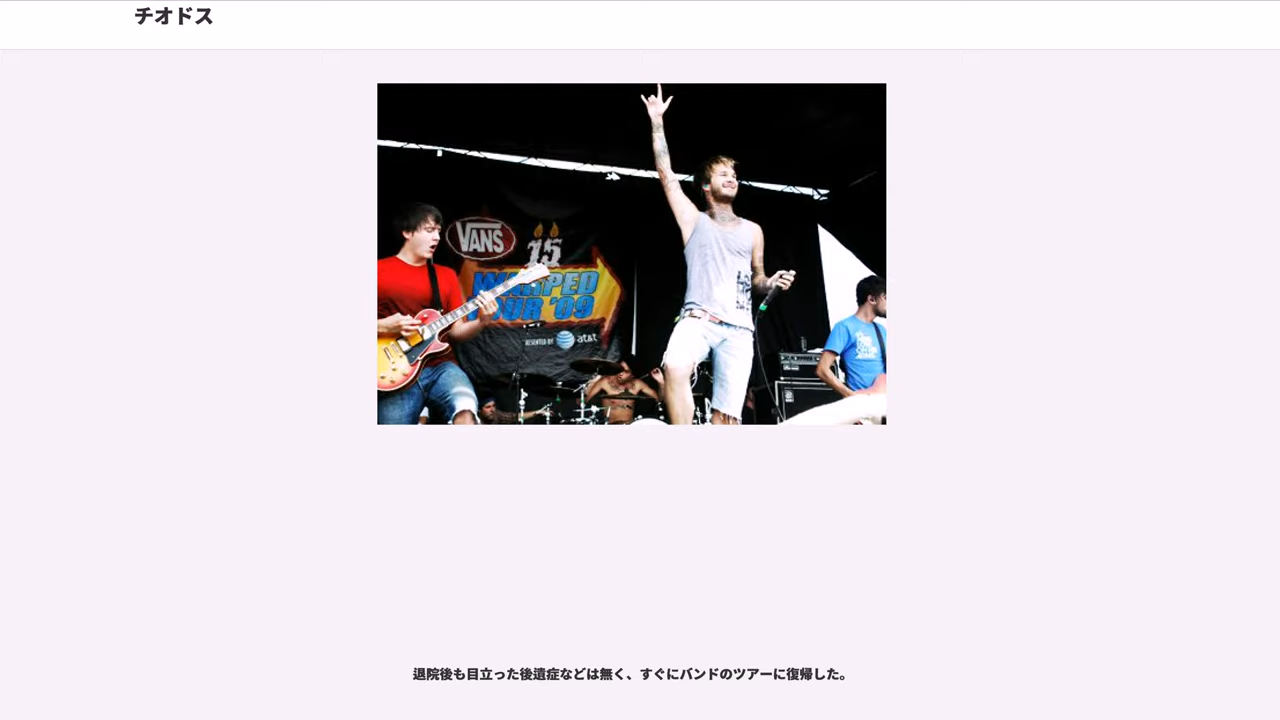 チオドス
VANS
15
WARPED
TOUR '09
PRESENTED BY at&t
退院後も目立った後遺症などは無く、すぐにバンドのツアーに復帰した。